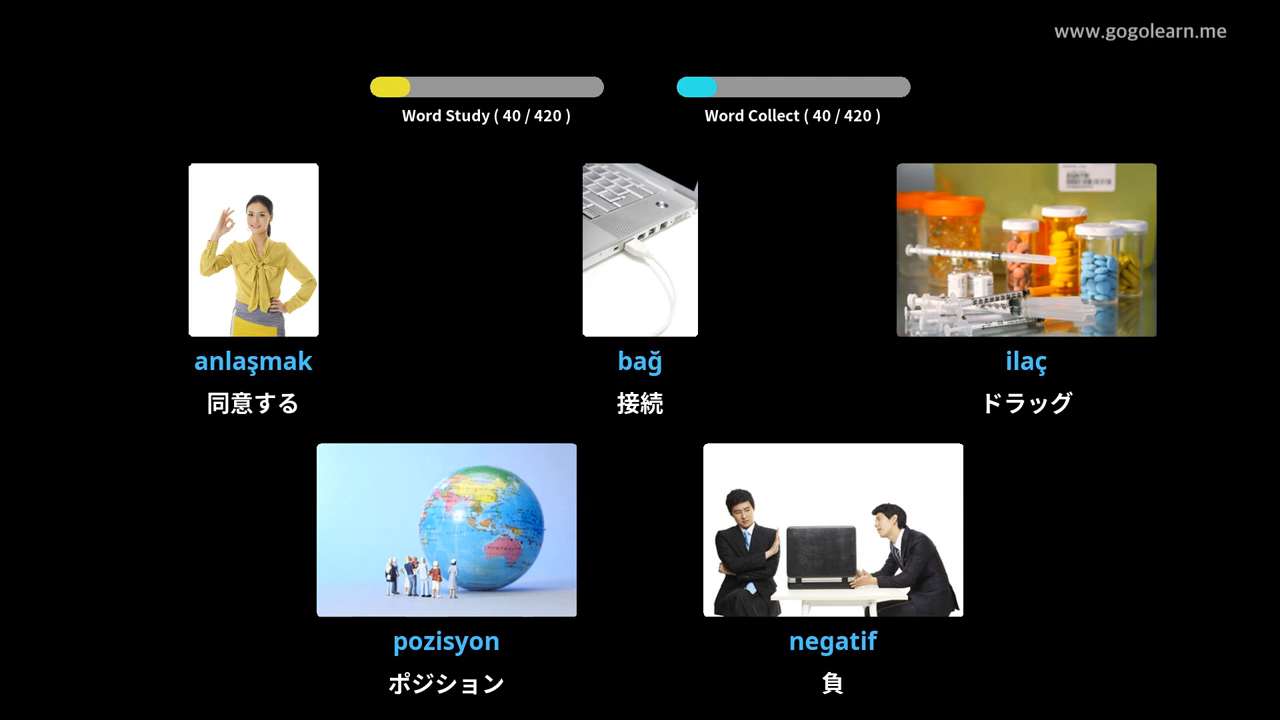 www.gogolearn.me
Word Study ( 40 / 420 )
Word Collect ( 40 / 420 )
anlaşmak
同意する
bağ
接続
ilaç
ドラッグ
pozisyon
ポジション
negatif
負